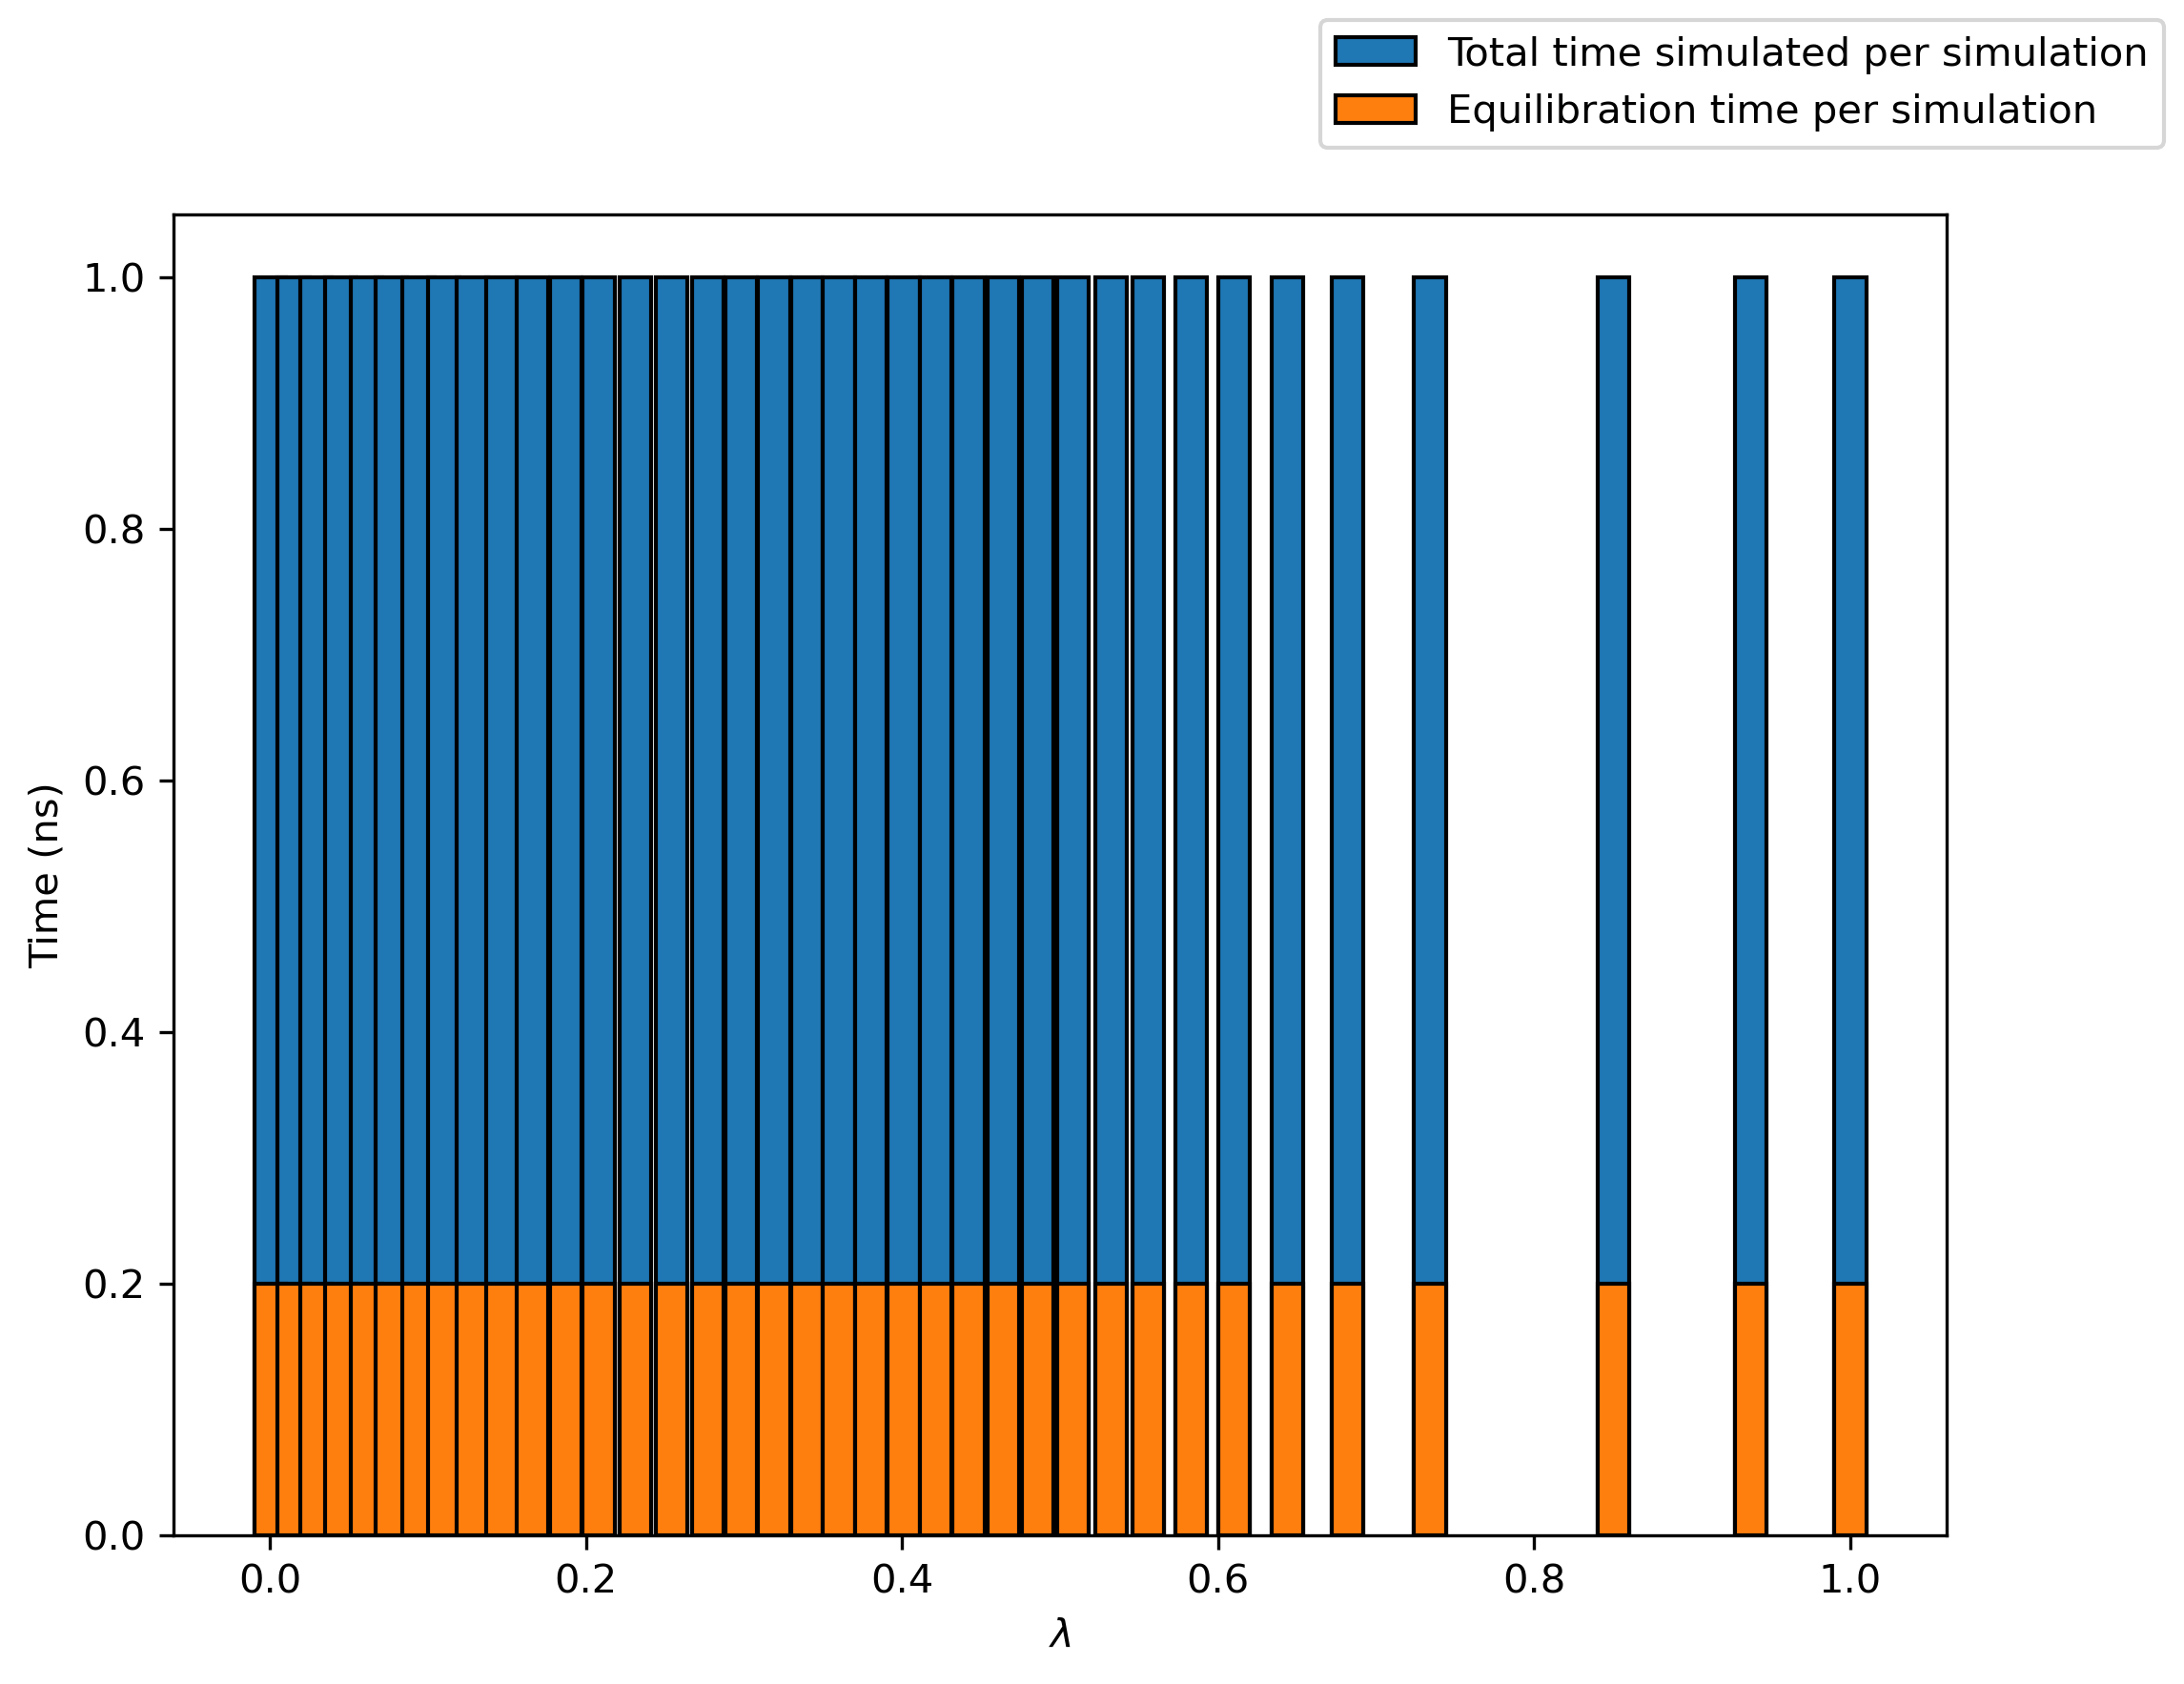 Total time simulated per simulation
Equilibration time per simulation
1.0
0.8
0.6
0.4
0.2
0.0
Time (ns)
0.0 0.2 0.4 0.6 0.8 1.0
λ